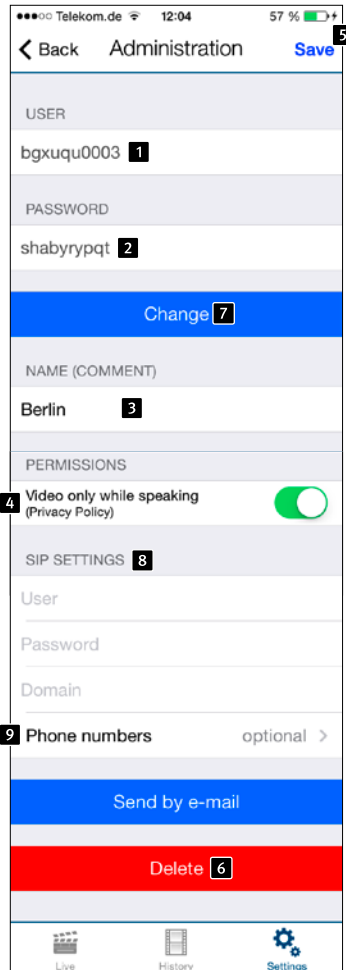 Telekom.de 12:04 57 %
Back Administration Save 5
USER
bgxuqu0003 1
PASSWORD
shabyrypqt 2
Change 7
NAME (COMMENT)
Berlin 3
PERMISSIONS
4 Video only while speaking
(Privacy Policy)
SIP SETTINGS 8
User
Password
Domain
9 Phone numbers optional >
Send by e-mail
Delete 6
Live History Settings